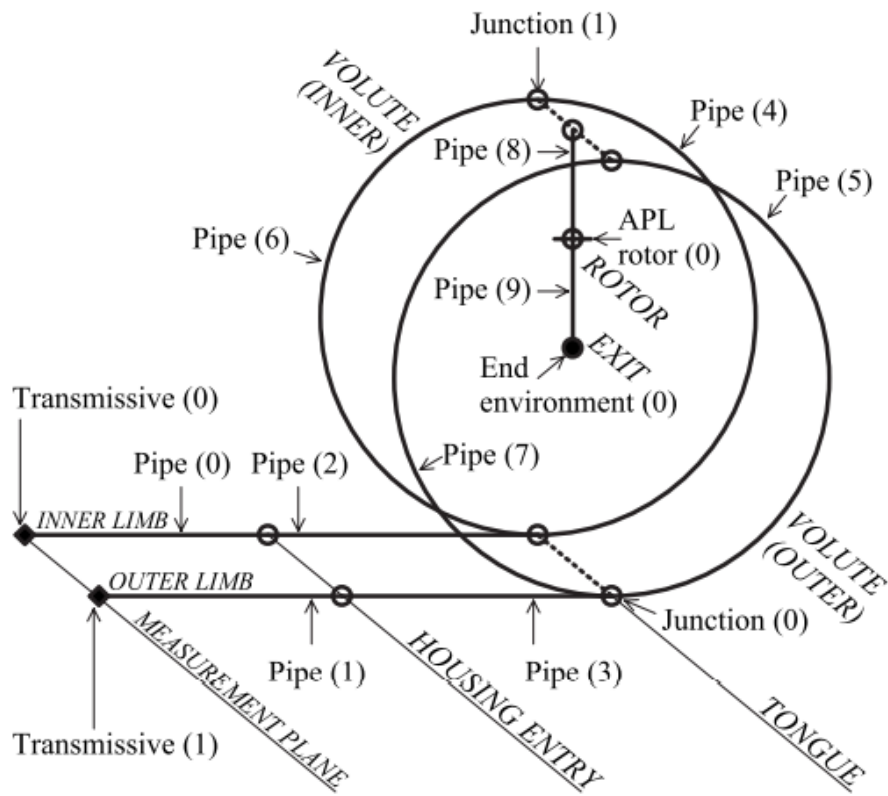 Junction (1)
VOLUTE
(INNER)
Pipe (4)
Pipe (8)
Pipe (5)
Pipe (6)
APL
rotor (0)
ROTOR
Pipe (9)
EXIT
End
environment (0)
Transmissive (0)
Pipe (0)
Pipe (2)
Pipe (7)
INNER LIMB
VOLUTE
(OUTER)
OUTER LIMB
Junction (0)
MEASUREMENT PLANE
HOUSING ENTRY
Pipe (1)
Pipe (3)
TONGUE
Transmissive (1)